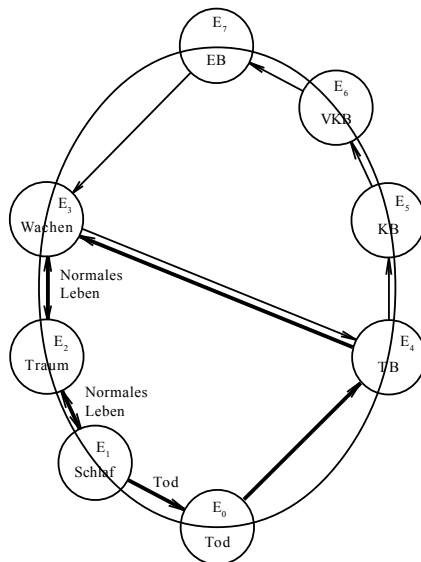 E₇
EB
E₆
VKB
E₃
Wachen
E₅
KB
Normales
Leben
E₂
Traum
E₄
TB
Normales
Leben
E₁
Schlaf
Tod
E₀
Tod